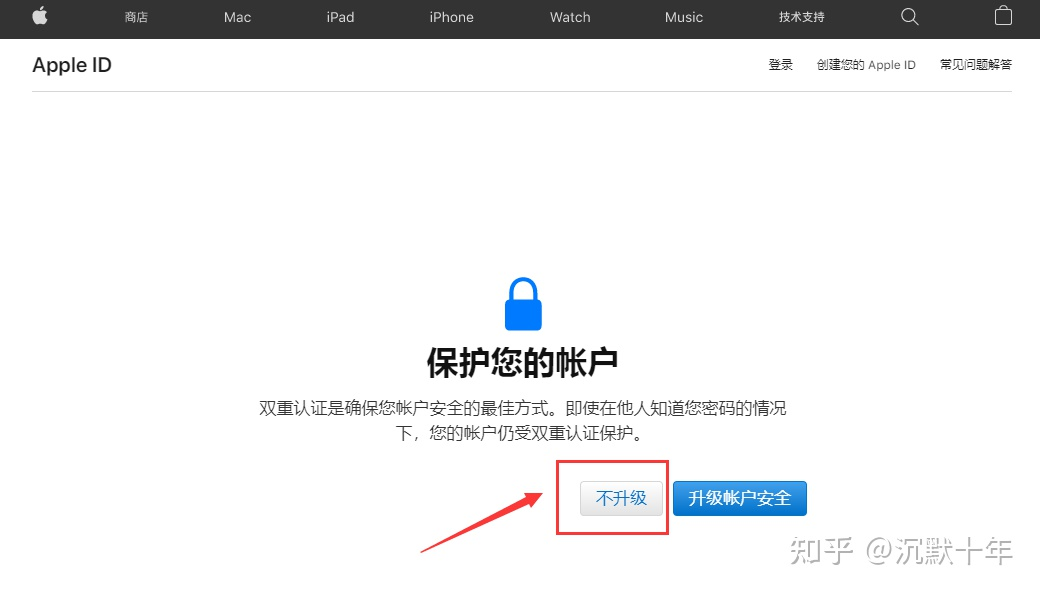 商店 Mac iPad iPhone Watch Music 技术支持
Apple ID 登录 创建您的 Apple ID 常见问题解答
保护您的帐户
双重认证是确保您帐户安全的最佳方式。即使在他人知道您密码的情况
下，您的帐户仍受双重认证保护。
不升级 升级帐户安全
知乎 @沉默十年